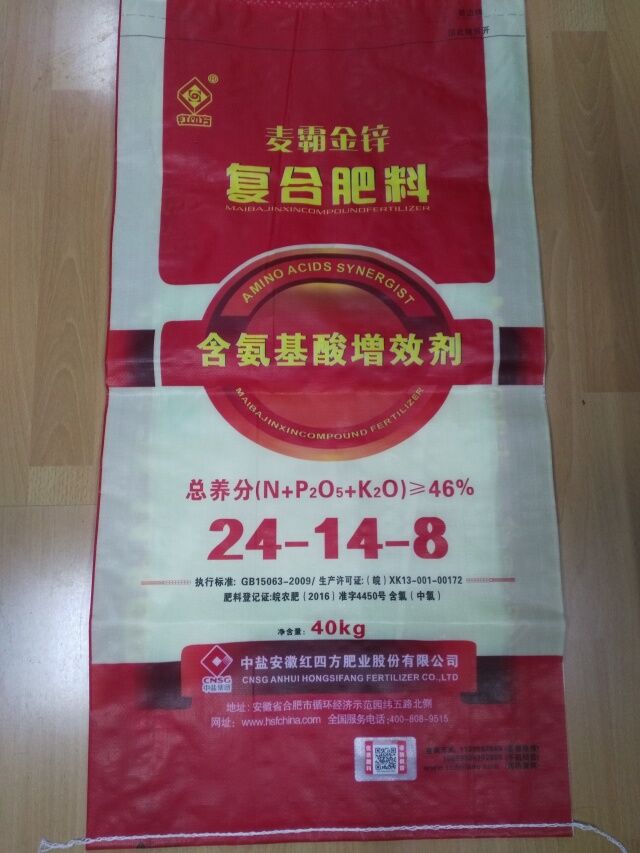 ®
红四方
麦霸金锌
复合肥料
MAIBAJINXINCOMPOUNDFERTILIZER
AMINO ACIDS SYNERGIST
含氨基酸增效剂
MAIBAJINXINCOMPOUND FERTILIZER
总养分(N+P2O5+K2O)≥46%
24-14-8
执行标准: GB15063-2009/ 生产许可证:（皖）XK13-001-00172
肥料登记证:皖农肥（2016）准字4450号 含氯（中氯）
净含量: 40kg
中盐安徽红四方肥业股份有限公司
CNSG ANHUI HONGSIFANG FERTILIZER CO.,LTD
CNSG
中盐集团
地址: 安徽省合肥市循环经济示范园纬五路北侧
网址: www.hsfchina.com 全国服务电话:400-808-9515